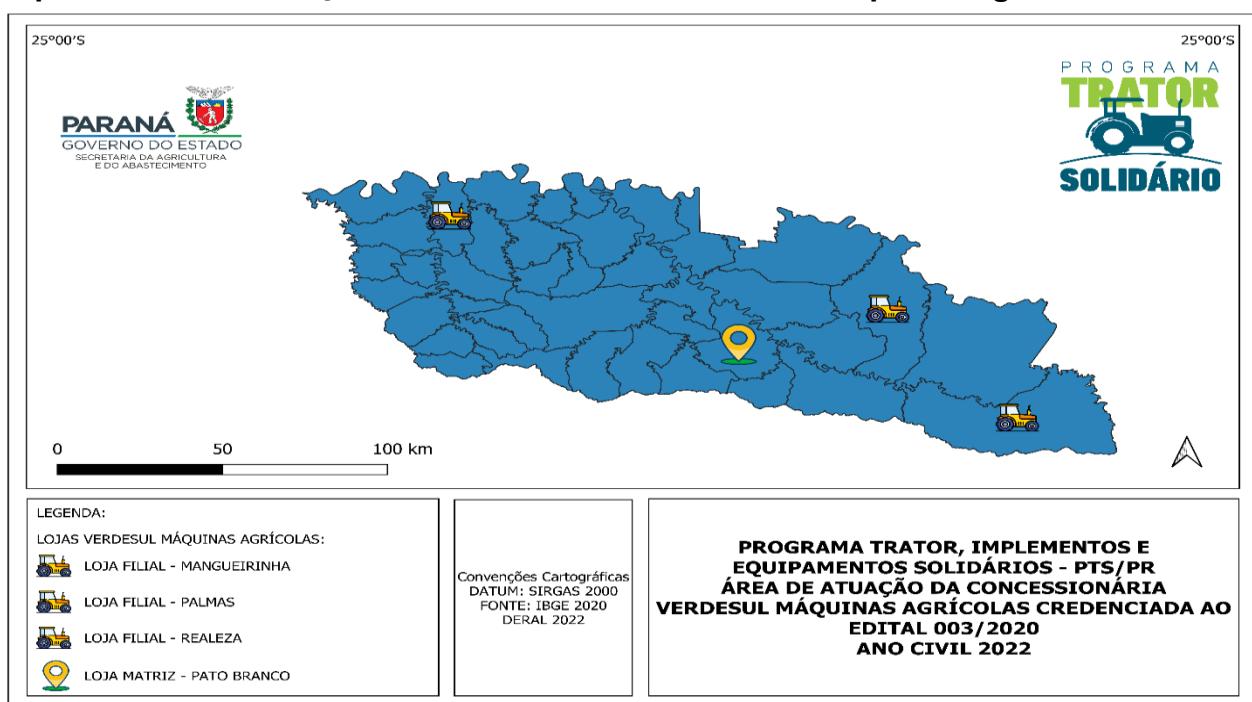 25°00'S
25°00'S
PARANÁ
GOVERNO DO ESTADO
SECRETARIA DA AGRICULTURA
E DO ABASTECIMENTO
PROGRAMA
TRATOR
SOLIDÁRIO
0 50 100 km
LEGENDA:
LOJAS VERDESUL MÁQUINAS AGRÍCOLAS:
LOJA FILIAL - MANGUEIRINHA
LOJA FILIAL - PALMAS
LOJA FILIAL - REALEZA
LOJA MATRIZ - PATO BRANCO
Convenções Cartográficas
DATUM: SIRGAS 2000
FONTE: IBGE 2020
DERAL 2022
PROGRAMA TRATOR, IMPLEMENTOS E
EQUIPAMENTOS SOLIDÁRIOS - PTS/PR
ÁREA DE ATUAÇÃO DA CONCESSIONÁRIA
VERDESUL MÁQUINAS AGRÍCOLAS CREDENCIADA AO
EDITAL 003/2020
ANO CIVIL 2022